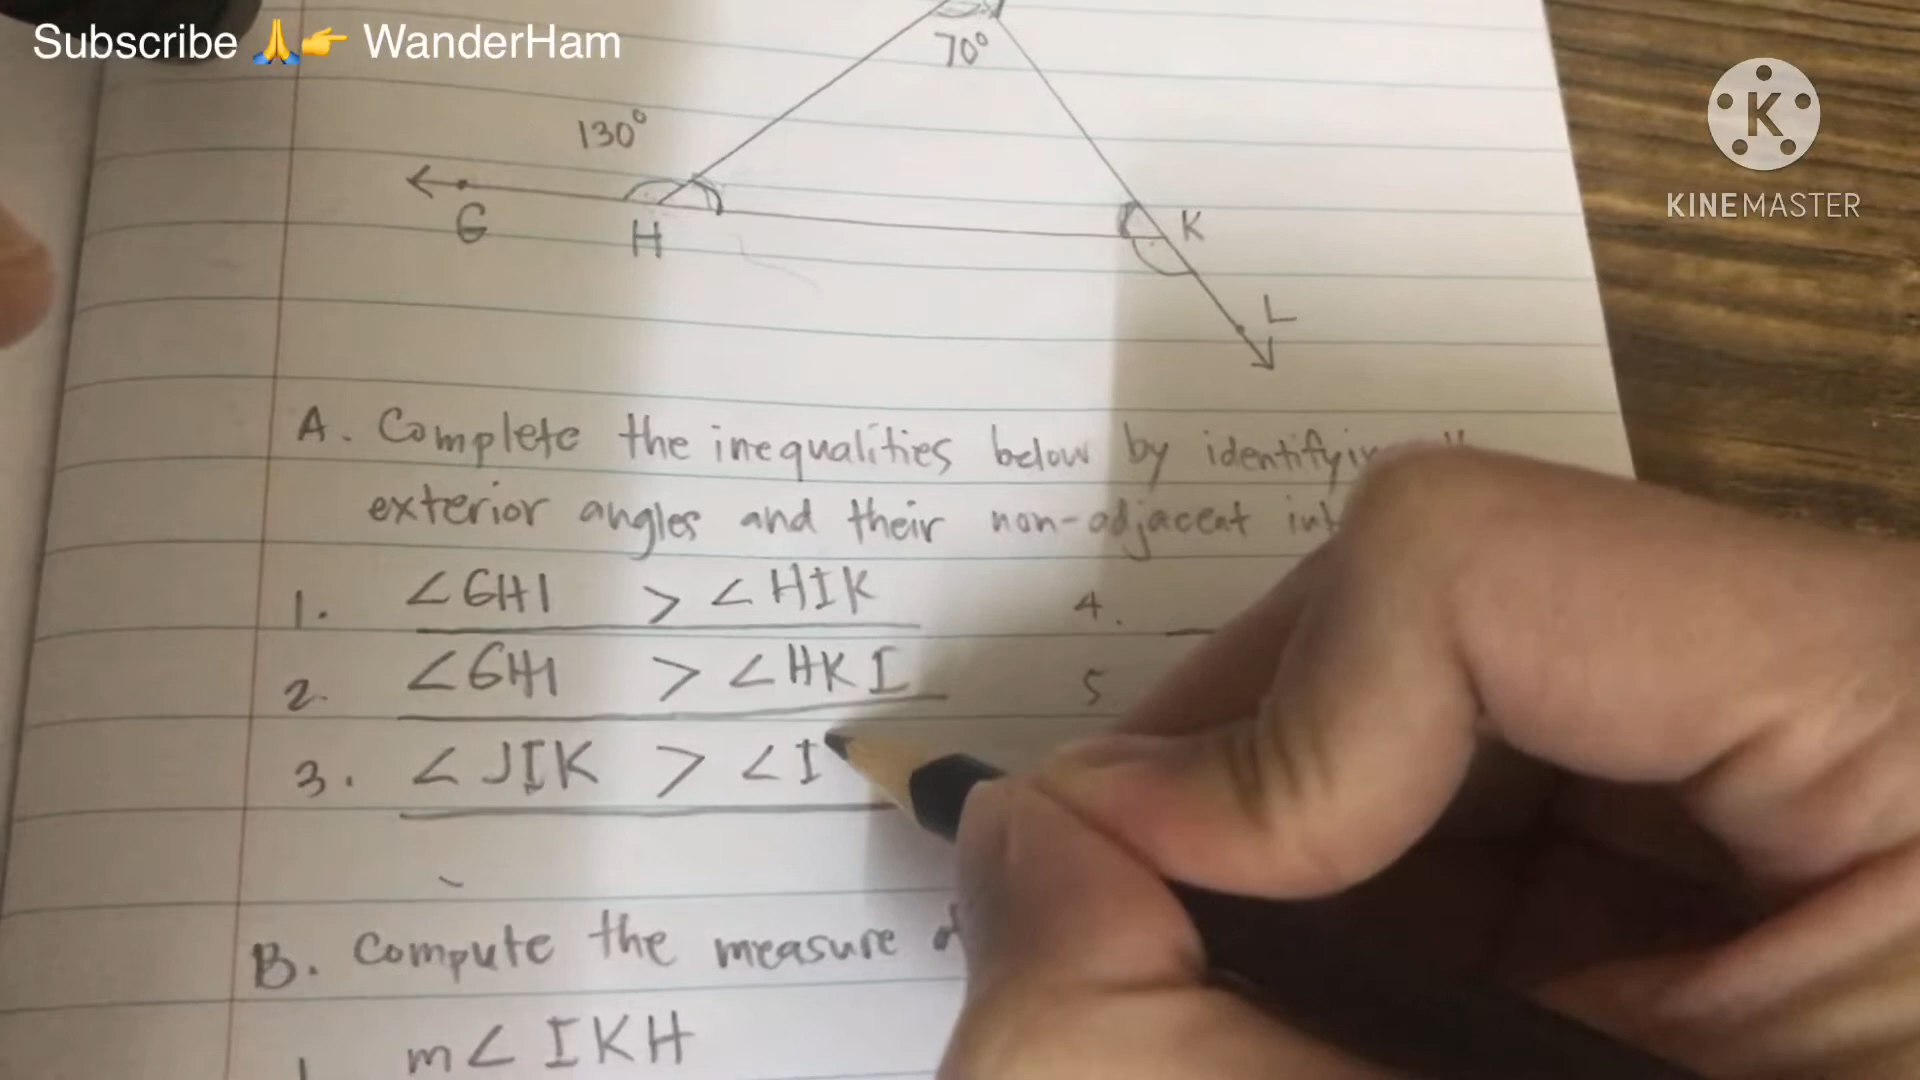 Subscribe 🙏👉 WanderHam
K
KINEMASTER
70°
130°
G
H
K
L
A. Complete the inequalities below by
exterior angles and their non-adjacent
1. ∠GHI > ∠HIK
2. ∠GHI > ∠HKI
3. ∠JIK > ∠I
4.
5
B. Compute the measure
1. m∠IKH